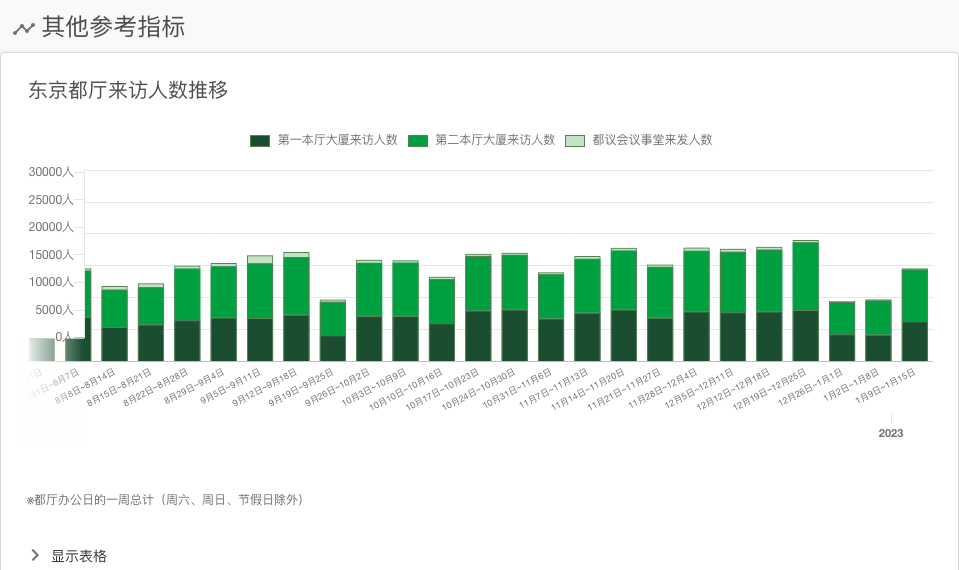 其他参考指标
东京都厅来访人数推移
第一本厅大厦来访人数 第二本厅大厦来访人数 都议会议事堂来发人数
30000人
25000人
20000人
15000人
10000人
5000人
0人
8月8日~8月14日
8月15日~8月21日
8月22日~8月28日
8月29日~9月4日
9月5日~9月11日
9月12日~9月18日
9月19日~9月25日
9月26日~10月2日
10月3日~10月9日
10月10日~10月16日
10月17日~10月23日
10月24日~10月30日
10月31日~11月6日
11月7日~11月13日
11月14日~11月20日
11月21日~11月27日
11月28日~12月4日
12月5日~12月11日
12月12日~12月18日
12月19日~12月25日
12月26日~1月1日
1月2日~1月8日
1月9日~1月15日
2023
※都厅办公日的一周总计（周六、周日、节假日除外）
显示表格